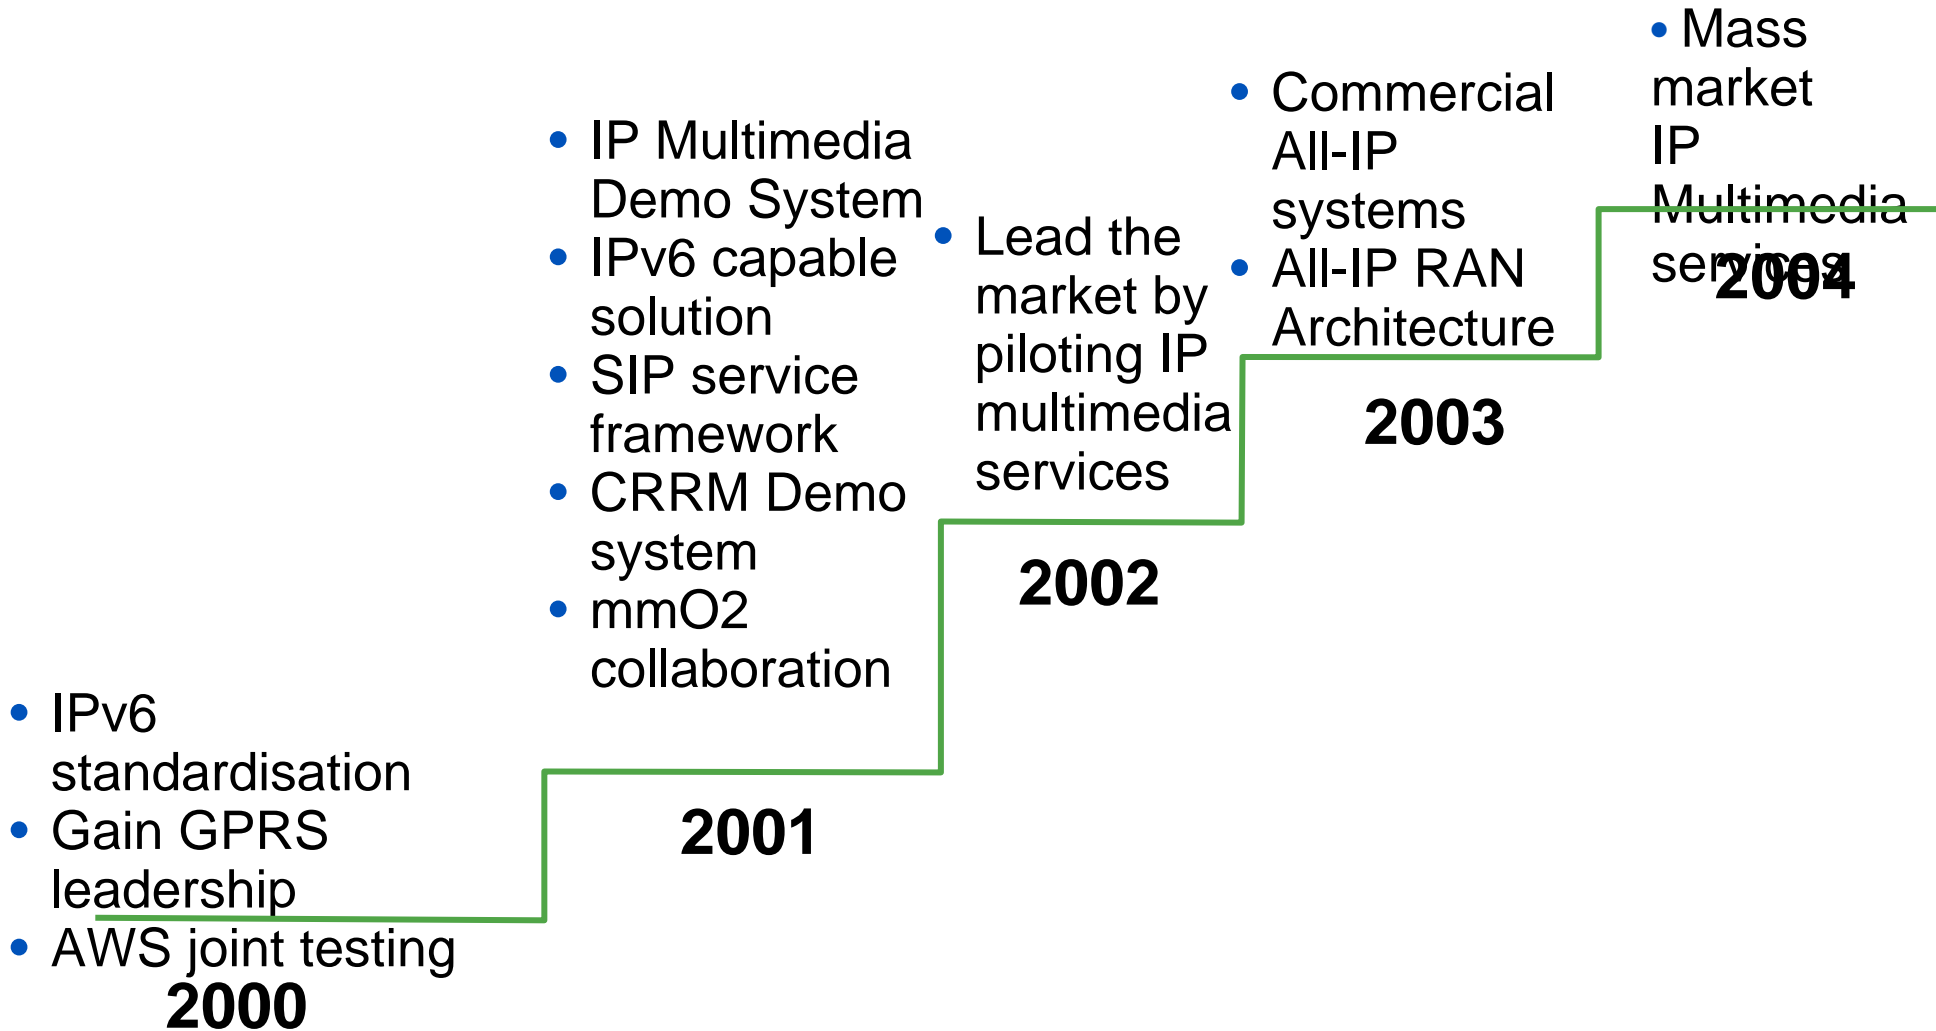 • IPv6
standardisation
• Gain GPRS
leadership
• AWS joint testing
2000
• IP Multimedia
Demo System
• IPv6 capable
solution
• SIP service
framework
• CRRM Demo
system
• mmO2
collaboration
2001
• Lead the
market by
piloting IP
multimedia
services
2002
• Commercial
All-IP
systems
• All-IP RAN
Architecture
2003
• Mass
market
IP
Multimedia
services
2004